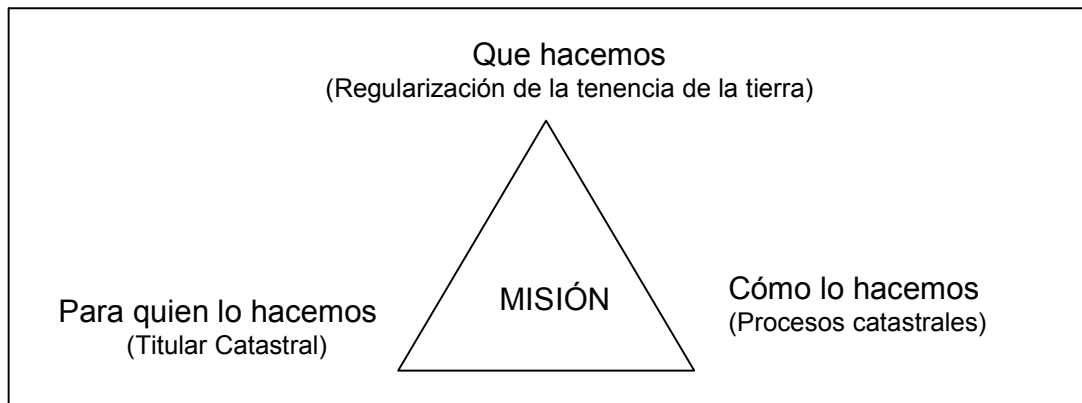 Que hacemos
(Regularización de la tenencia de la tierra)
Para quien lo hacemos
(Titular Catastral)
MISIÓN
Cómo lo hacemos
(Procesos catastrales)